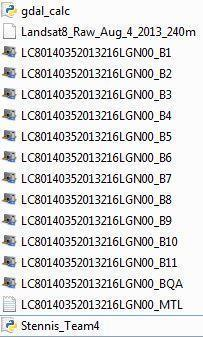 gdal_calc
Landsat8_Raw_Aug_4_2013_240m
LC80140352013216LGN00_B1
LC80140352013216LGN00_B2
LC80140352013216LGN00_B3
LC80140352013216LGN00_B4
LC80140352013216LGN00_B5
LC80140352013216LGN00_B6
LC80140352013216LGN00_B7
LC80140352013216LGN00_B8
LC80140352013216LGN00_B9
LC80140352013216LGN00_B10
LC80140352013216LGN00_B11
LC80140352013216LGN00_BQA
LC80140352013216LGN00_MTL
Stennis_Team4